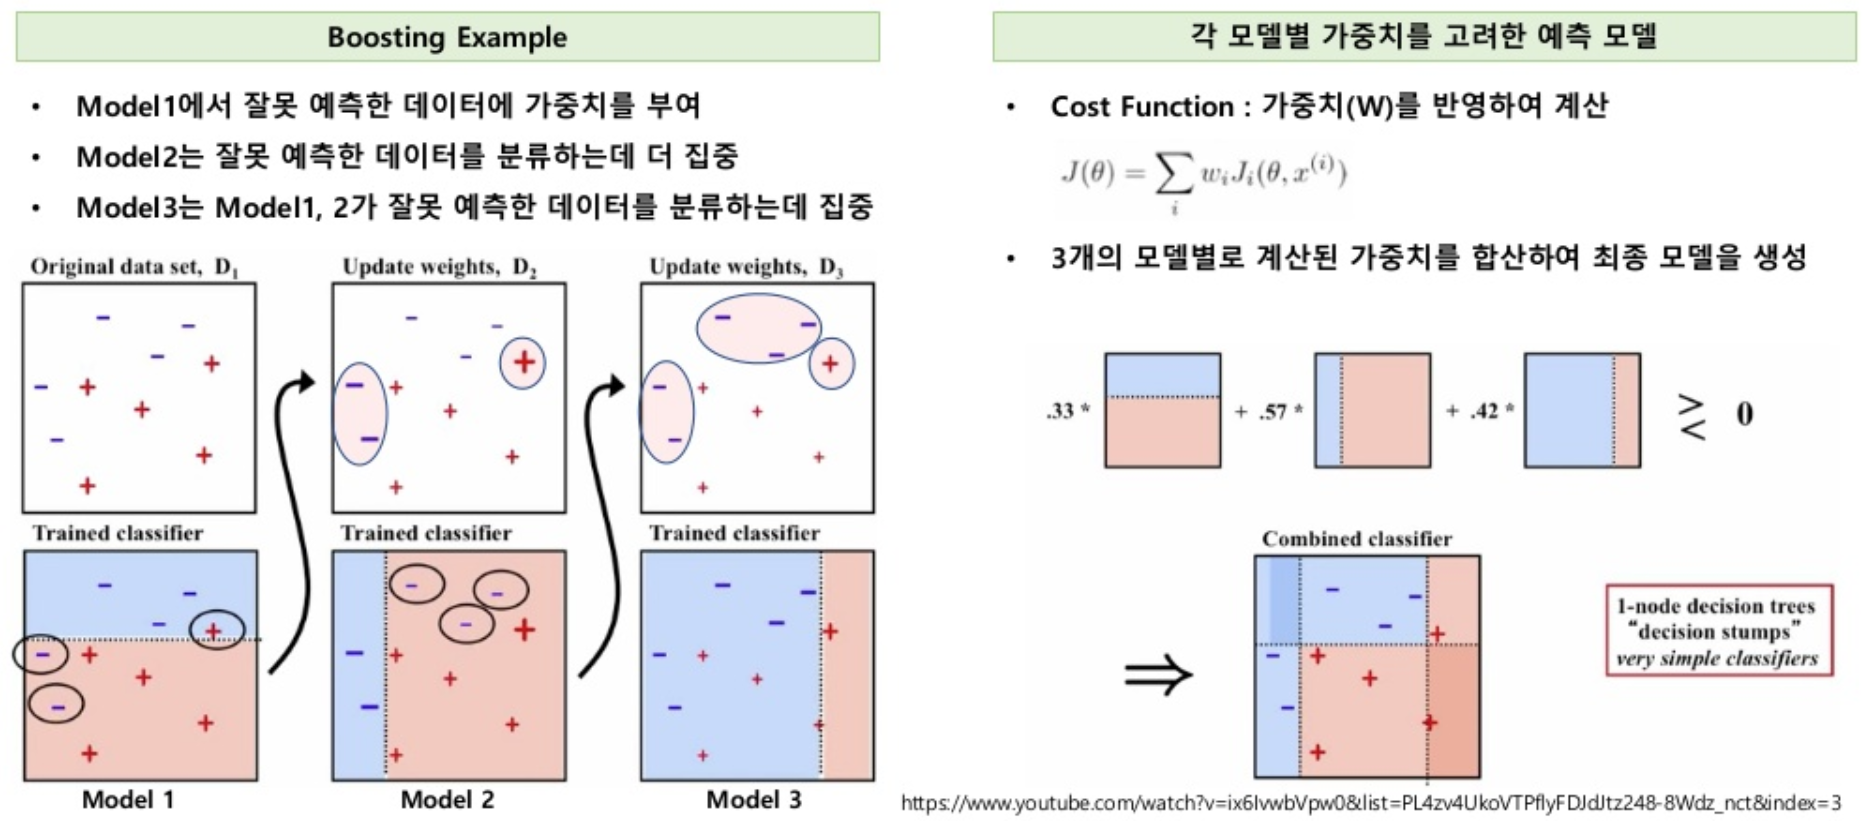 Boosting Example
• Model1에서 잘못 예측한 데이터에 가중치를 부여
• Model2는 잘못 예측한 데이터를 분류하는데 더 집중
• Model3는 Model1, 2가 잘못 예측한 데이터를 분류하는데 집중
Original data set, D₁
Update weights, D₂
Update weights, D₃
Trained classifier
Trained classifier
Trained classifier
Model 1
Model 2
Model 3
각 모델별 가중치를 고려한 예측 모델
• Cost Function : 가중치(W)를 반영하여 계산
J(θ) = ∑ᵢ wᵢJᵢ(θ, x⁽ⁱ⁾)
• 3개의 모델별로 계산된 가중치를 합산하여 최종 모델을 생성
.33 * + .57 * + .42 * ≷ 0
Combined classifier
⇒
1-node decision trees
“decision stumps”
very simple classifiers
https://www.youtube.com/watch?v=ix6IvwbVpw0&list=PL4zv4UkoVTPflyFDJdJtz248-8Wdz_nct&index=3